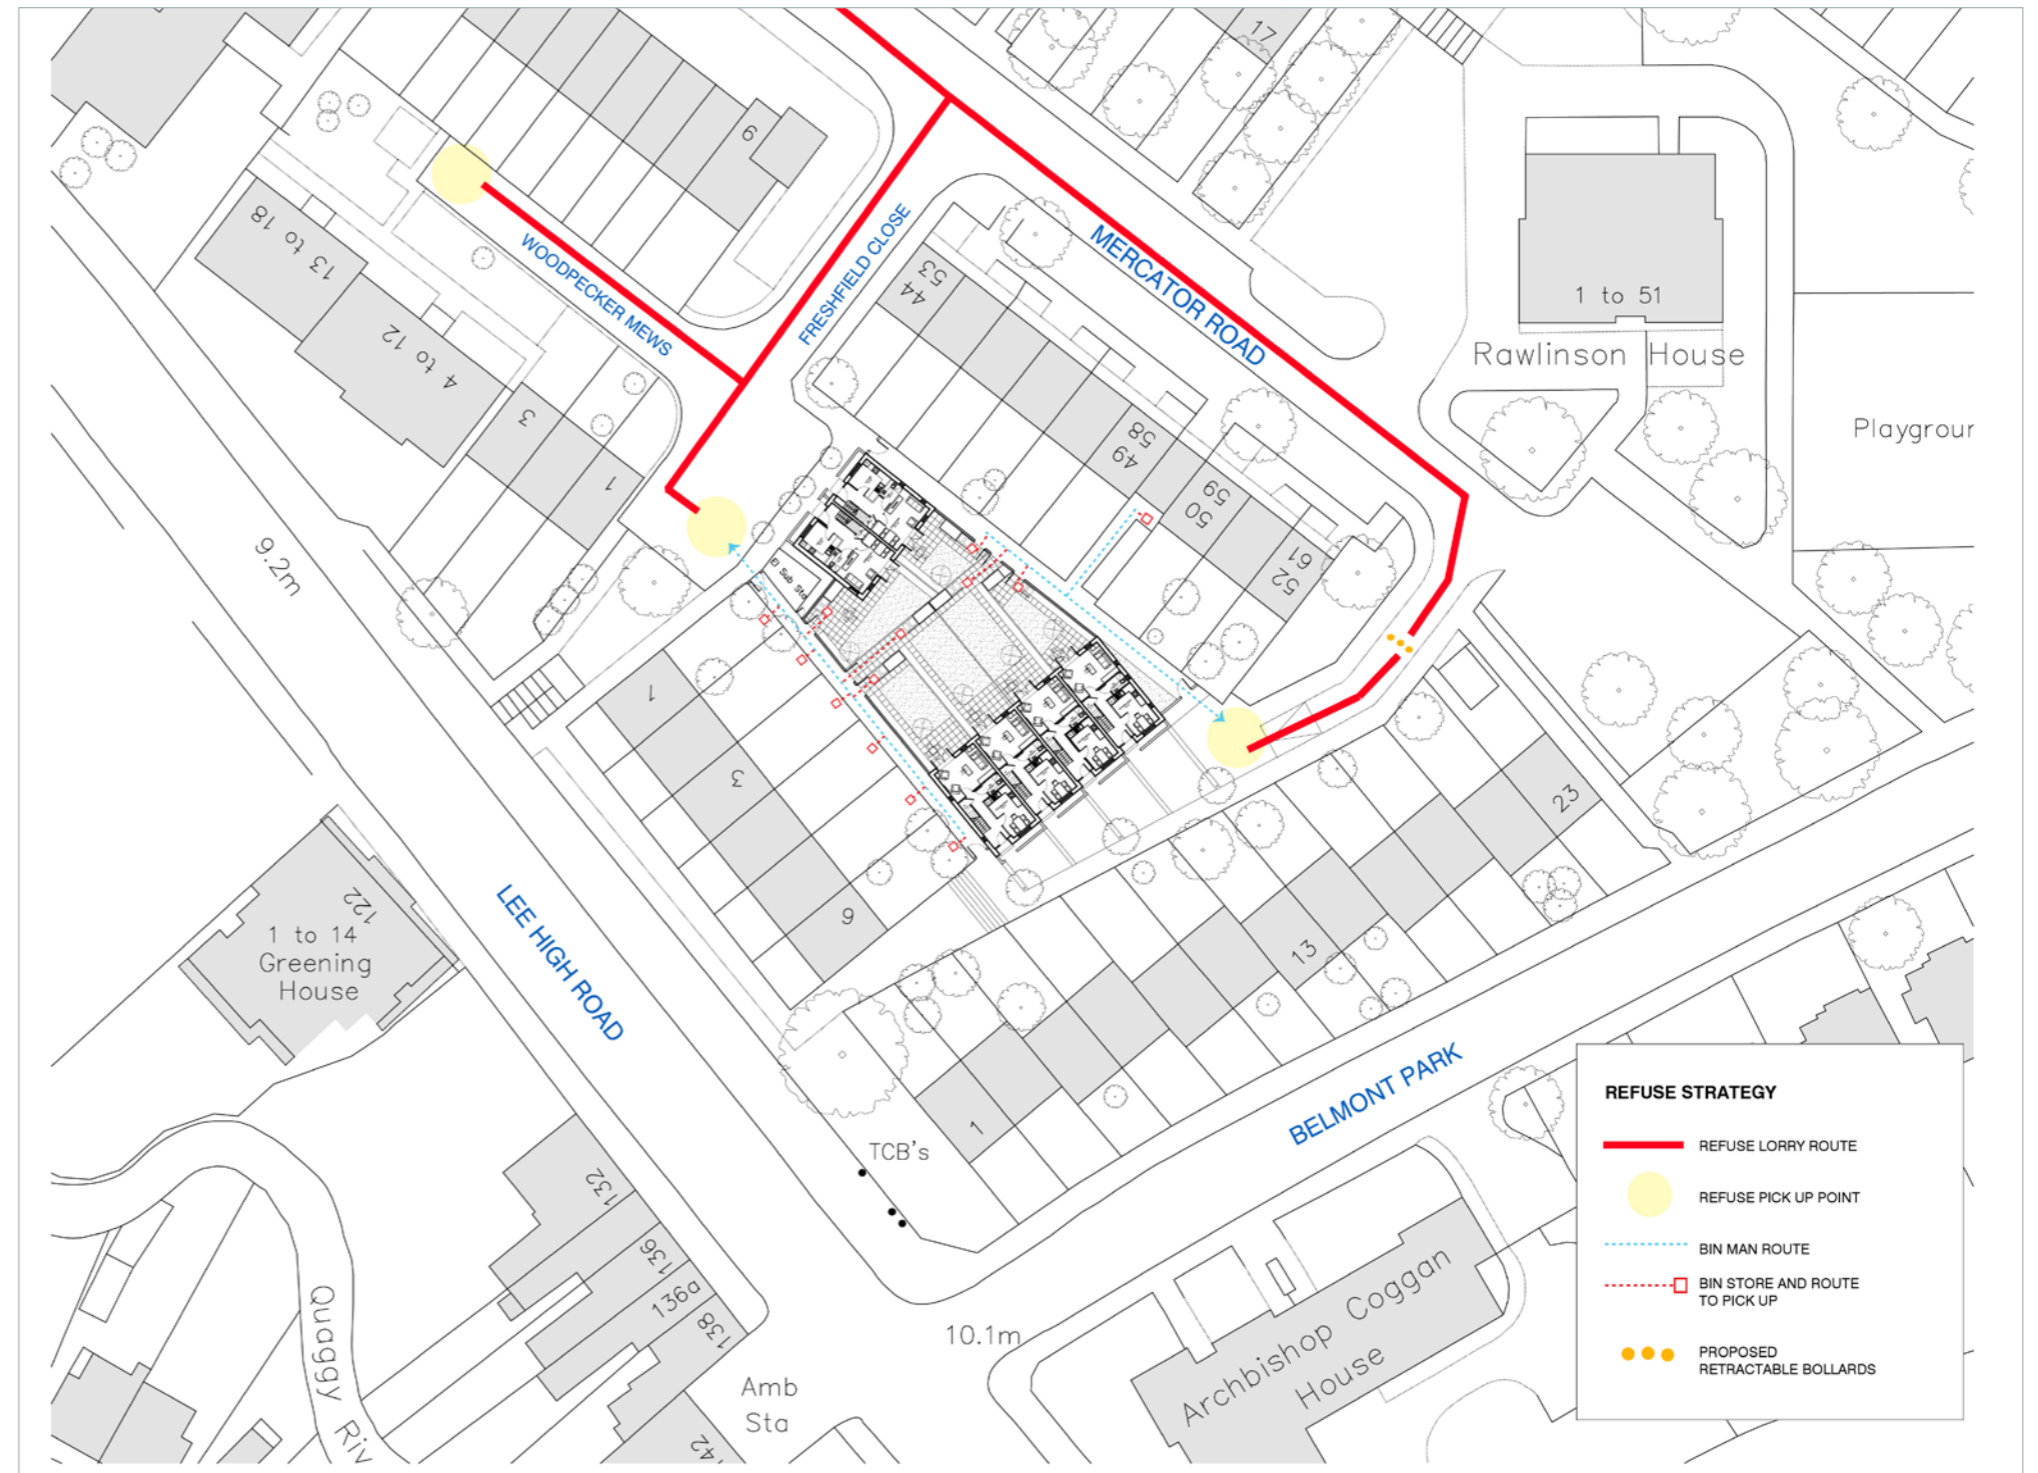 17
9
13 to 18
4 to 12
3
1
WOODPECKER MEWS
FRESHFIELD CLOSE
MERCATOR ROAD
53
44
58
49
59
50
61
52
1 to 51
Rawlinson House
Playgroun
9.2m
Sub Sta
1
3
6
23
13
1
122
1 to 14
Greening
House
LEE HIGH ROAD
BELMONT PARK
TCB's
132
136
136a
138
142
10.1m
Amb
Sta
Quaggy Riv
Archbishop Coggan
House
REFUSE STRATEGY
REFUSE LORRY ROUTE
REFUSE PICK UP POINT
BIN MAN ROUTE
BIN STORE AND ROUTE
TO PICK UP
PROPOSED
RETRACTABLE BOLLARDS